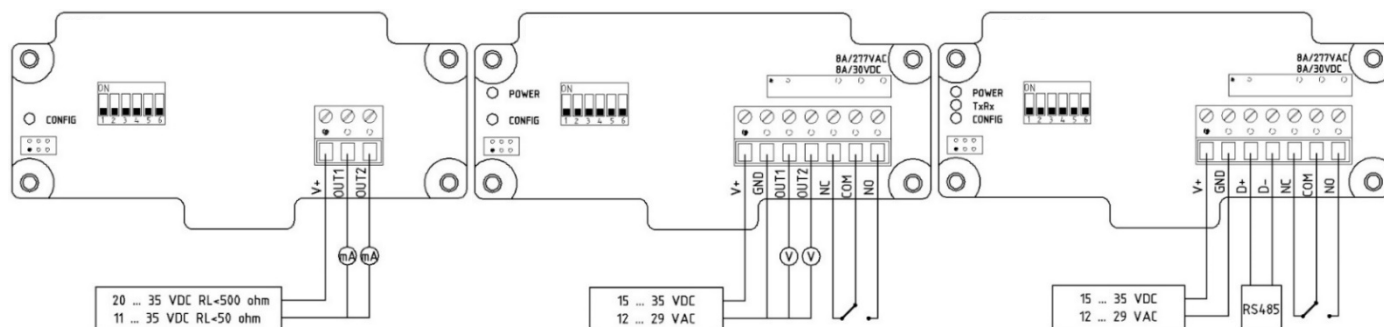 ON
1 2 3 4 5 6
CONFIG
V+
OUT1
OUT2
mA
mA
20 ... 35 VDC RL<500 ohm
11 ... 35 VDC RL<50 ohm
8A/277VAC
8A/30VDC
ON
1 2 3 4 5 6
POWER
CONFIG
V+
GND
OUT1
OUT2
NC
COM
NO
V
V
15 ... 35 VDC
12 ... 29 VAC
8A/277VAC
8A/30VDC
ON
1 2 3 4 5 6
POWER
TxRx
CONFIG
V+
GND
D+
D-
NC
COM
NO
15 ... 35 VDC
12 ... 29 VAC
RS485